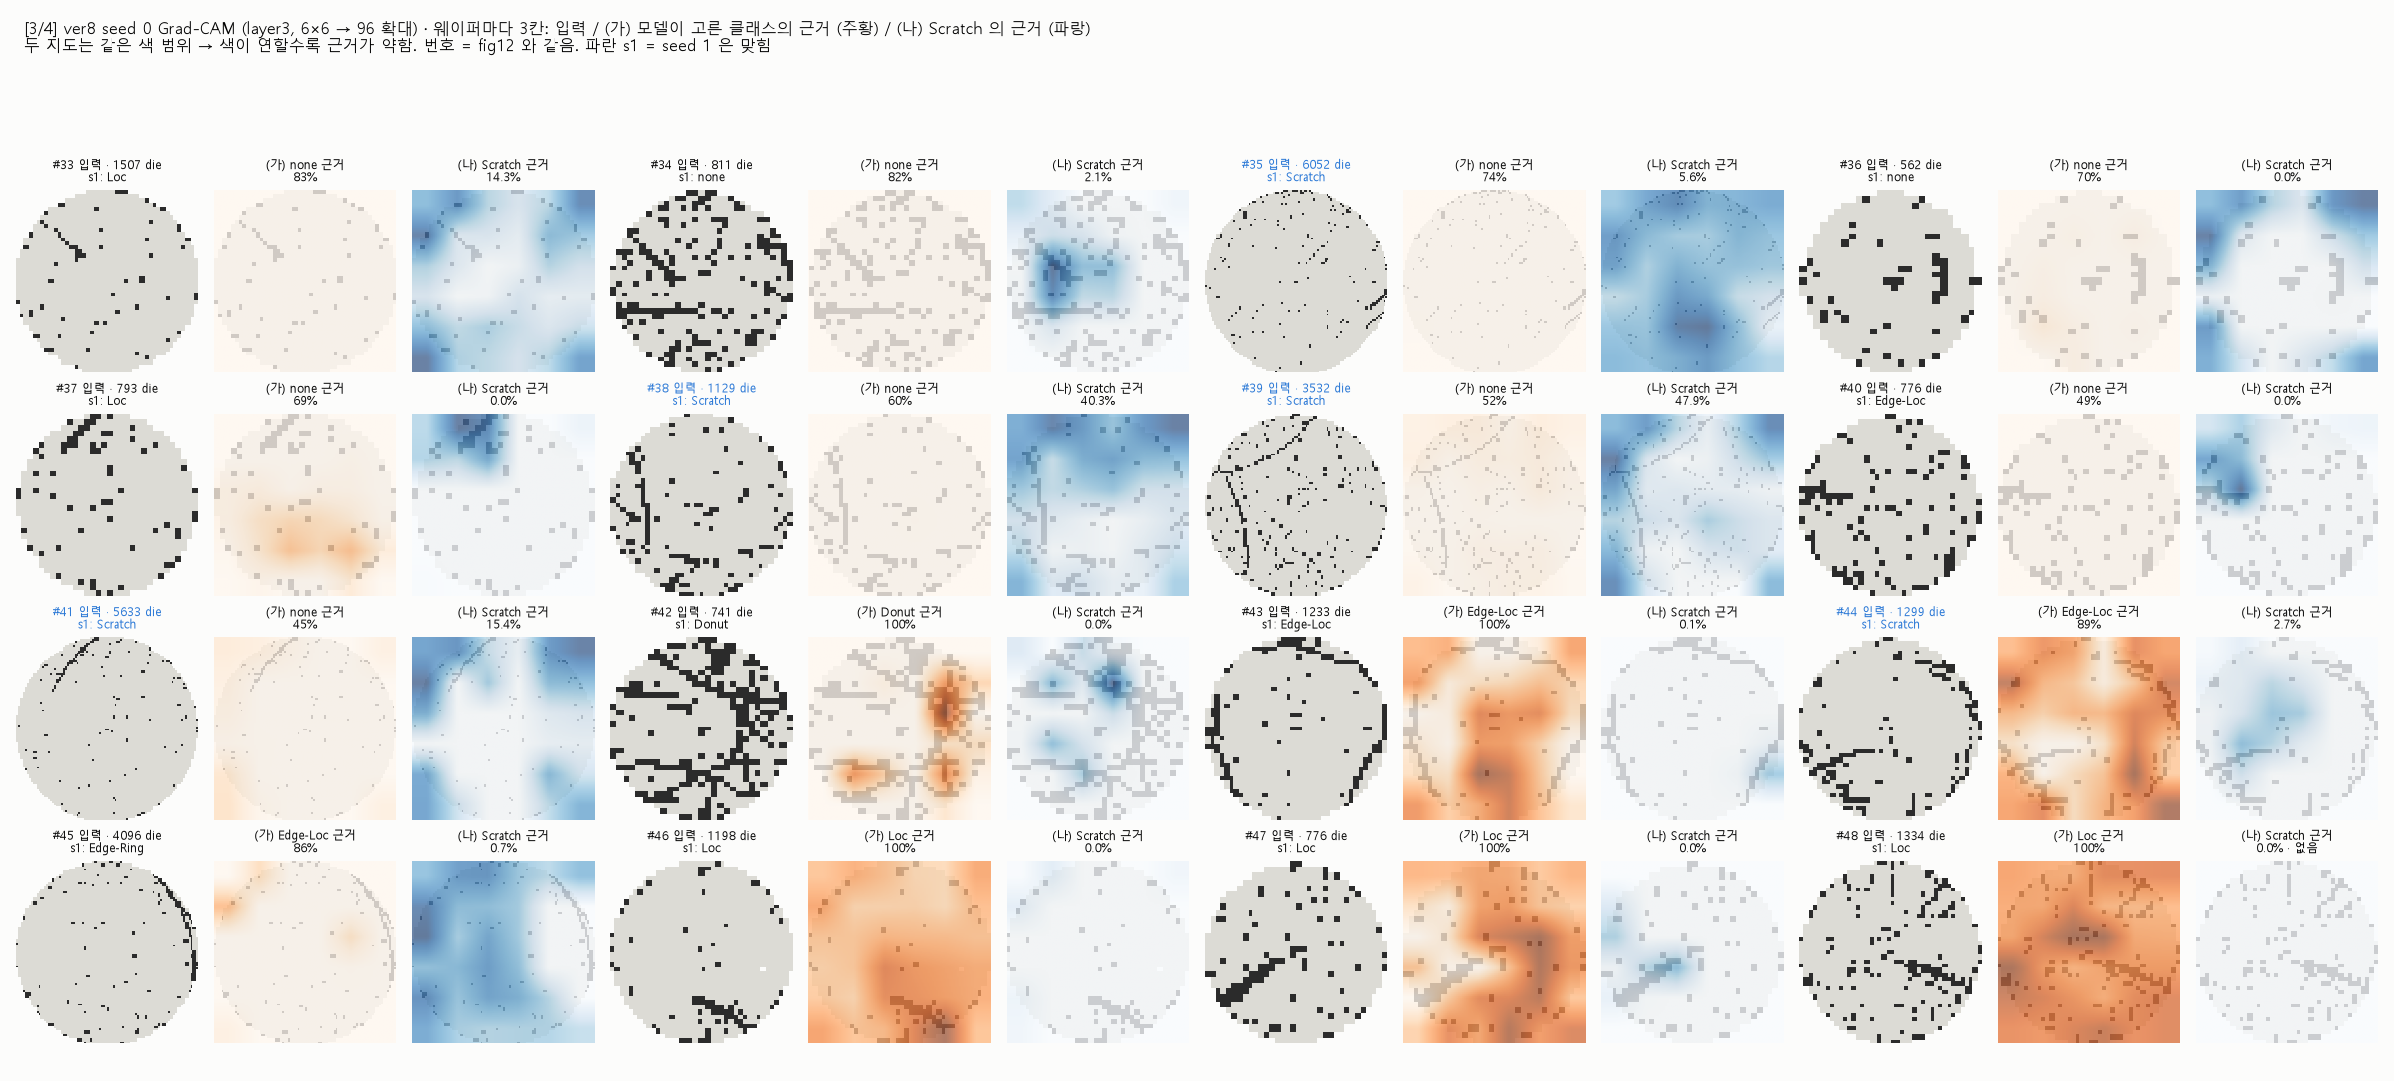 [3/4] ver8 seed 0 Grad-CAM (layer3, 6×6 → 96 확대) · 웨이퍼마다 3칸: 입력 / (가) 모델이 고른 클래스의 근거 (주황) / (나) Scratch 의 근거 (파랑)
두 지도는 같은 색 범위 → 색이 연할수록 근거가 약함. 번호 = fig12 와 같음. 파란 s1 = seed 1 은 맞힘
#33 입력 · 1507 die
s1: Loc
(가) none 근거
83%
(나) Scratch 근거
14.3%
#34 입력 · 811 die
s1: none
(가) none 근거
82%
(나) Scratch 근거
2.1%
#35 입력 · 6052 die
s1: Scratch
(가) none 근거
74%
(나) Scratch 근거
5.6%
#36 입력 · 562 die
s1: none
(가) none 근거
70%
(나) Scratch 근거
0.0%
#37 입력 · 793 die
s1: Loc
(가) none 근거
69%
(나) Scratch 근거
0.0%
#38 입력 · 1129 die
s1: Scratch
(가) none 근거
60%
(나) Scratch 근거
40.3%
#39 입력 · 3532 die
s1: Scratch
(가) none 근거
52%
(나) Scratch 근거
47.9%
#40 입력 · 776 die
s1: Edge-Loc
(가) none 근거
49%
(나) Scratch 근거
0.0%
#41 입력 · 5633 die
s1: Scratch
(가) none 근거
45%
(나) Scratch 근거
15.4%
#42 입력 · 741 die
s1: Donut
(가) Donut 근거
100%
(나) Scratch 근거
0.0%
#43 입력 · 1233 die
s1: Edge-Loc
(가) Edge-Loc 근거
100%
(나) Scratch 근거
0.1%
#44 입력 · 1299 die
s1: Scratch
(가) Edge-Loc 근거
89%
(나) Scratch 근거
2.7%
#45 입력 · 4096 die
s1: Edge-Ring
(가) Edge-Loc 근거
86%
(나) Scratch 근거
0.7%
#46 입력 · 1198 die
s1: Loc
(가) Loc 근거
100%
(나) Scratch 근거
0.0%
#47 입력 · 776 die
s1: Loc
(가) Loc 근거
100%
(나) Scratch 근거
0.0%
#48 입력 · 1334 die
s1: Loc
(가) Loc 근거
100%
(나) Scratch 근거
0.0% · 없음